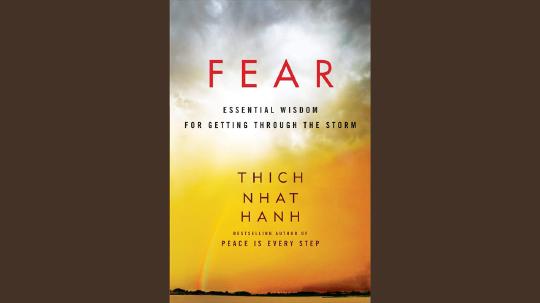 FEAR
ESSENTIAL WISDOM
FOR GETTING THROUGH THE STORM
THICH
NHAT
HANH
BESTSELLING AUTHOR OF
PEACE IS EVERY STEP